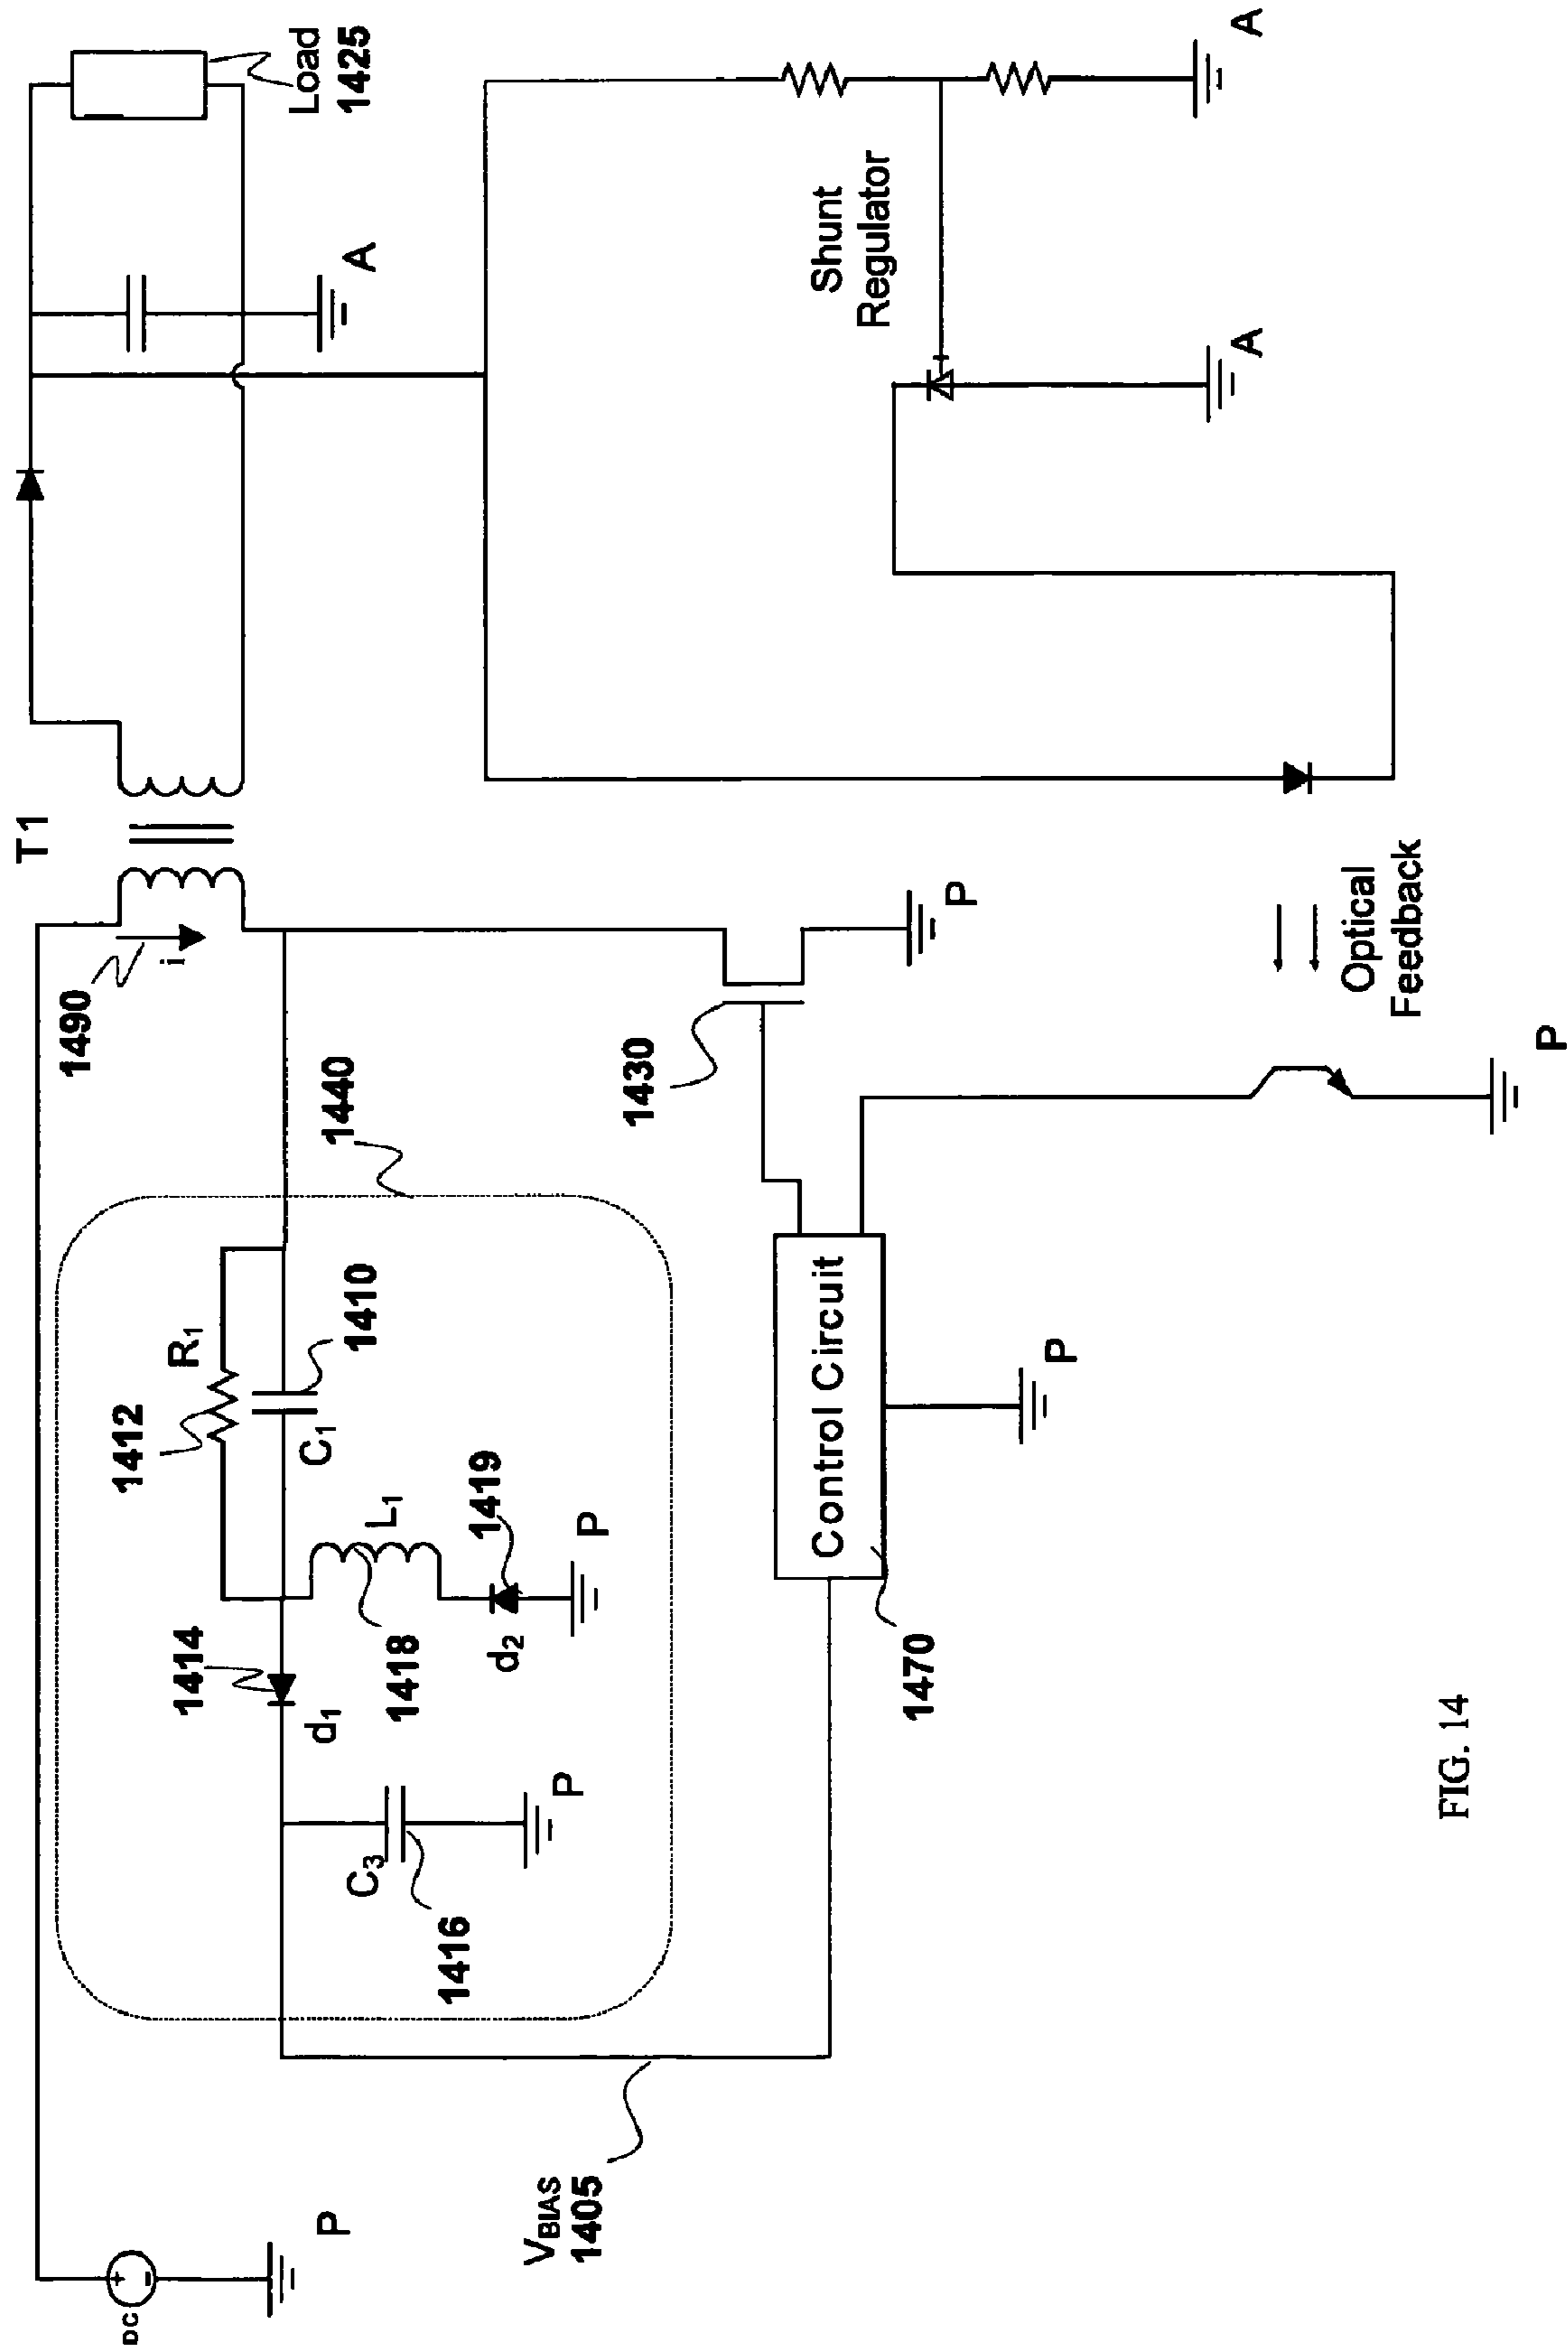 T1
Load
1425
A
1490
i
1440
R₁
1412
1410
C₁
1414
d₁
L₁
1418
1419
d₂
P
C₃
1416
P
DC
+
-
P
VBIAS
1405
1430
P
Control Circuit
1470
P
Shunt
Regulator
A
A
Optical
Feedback
P
FIG. 14